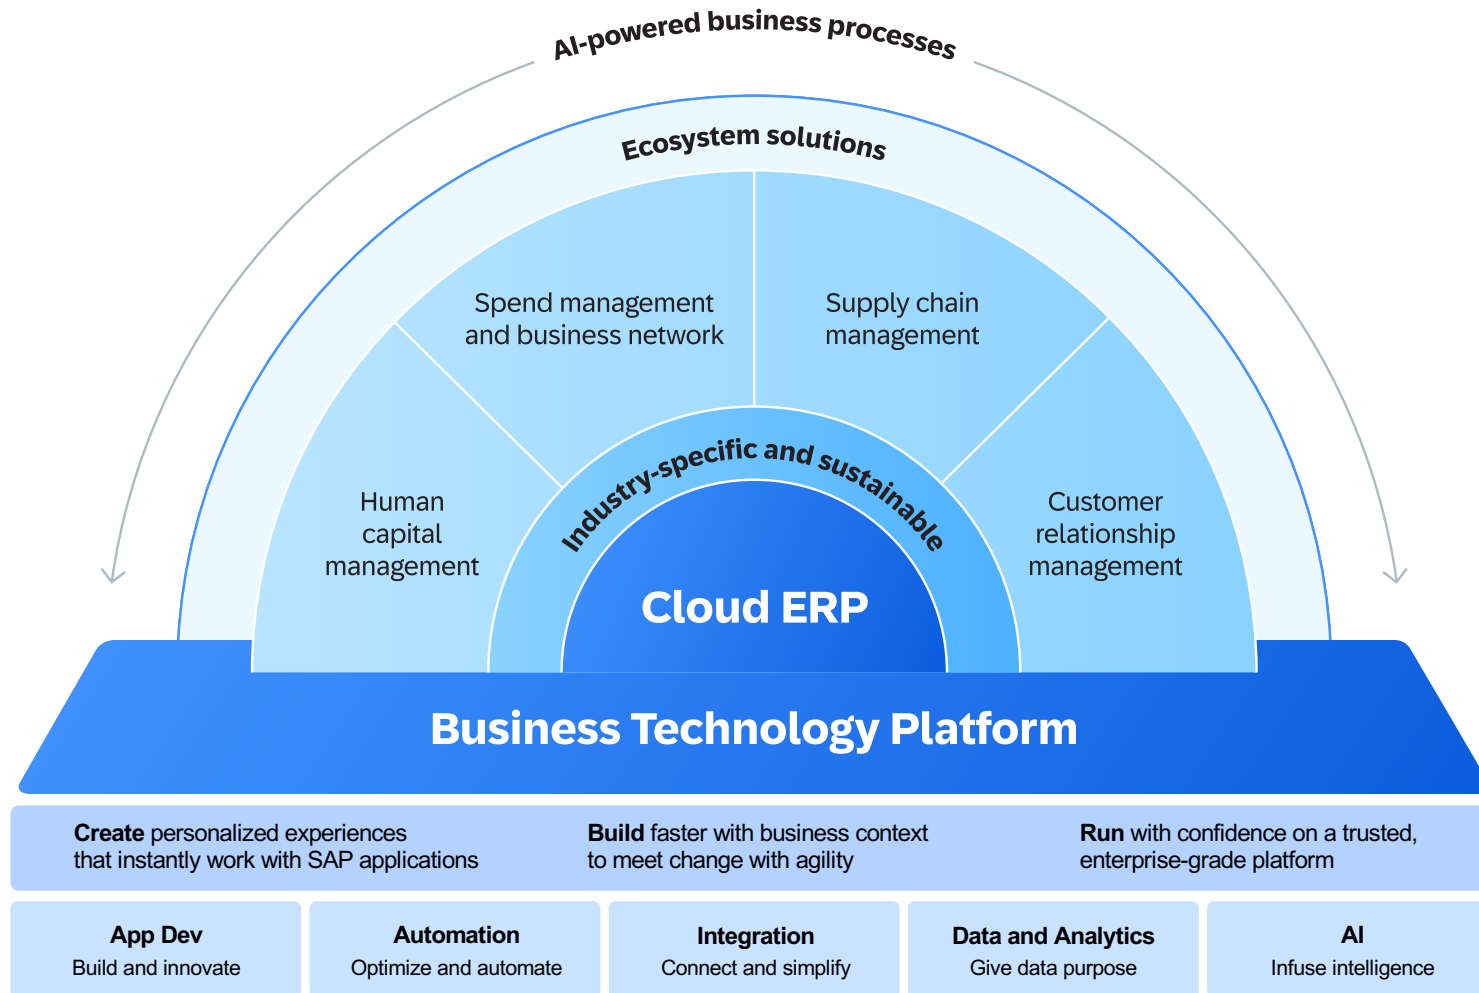 AI-powered business processes
Ecosystem solutions
Spend management
and business network
Supply chain
management
Human
capital
management
Customer
relationship
management
Industry-specific and sustainable
Cloud ERP
Business Technology Platform
Create personalized experiences
that instantly work with SAP applications
Build faster with business context
to meet change with agility
Run with confidence on a trusted,
enterprise-grade platform
App Dev
Build and innovate
Automation
Optimize and automate
Integration
Connect and simplify
Data and Analytics
Give data purpose
AI
Infuse intelligence